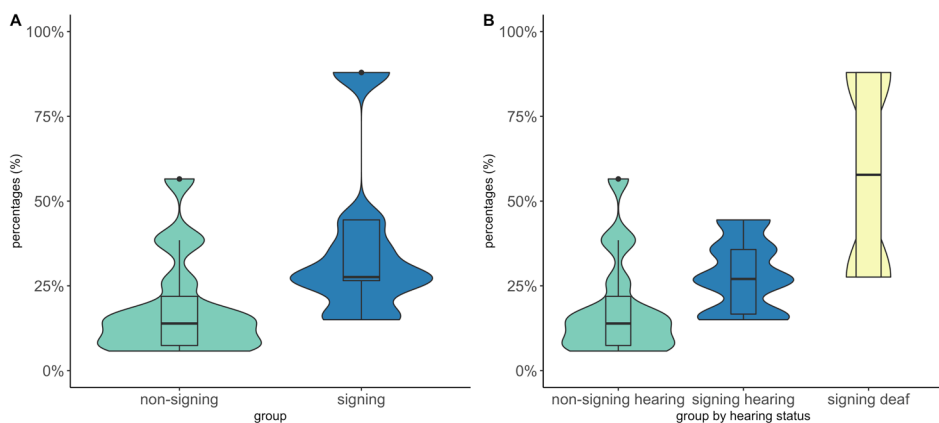 A
100%
75%
50%
25%
0%
percentages (%)
non-signing signing
group
B
100%
75%
50%
25%
0%
percentages (%)
non-signing hearing signing hearing signing deaf
group by hearing status